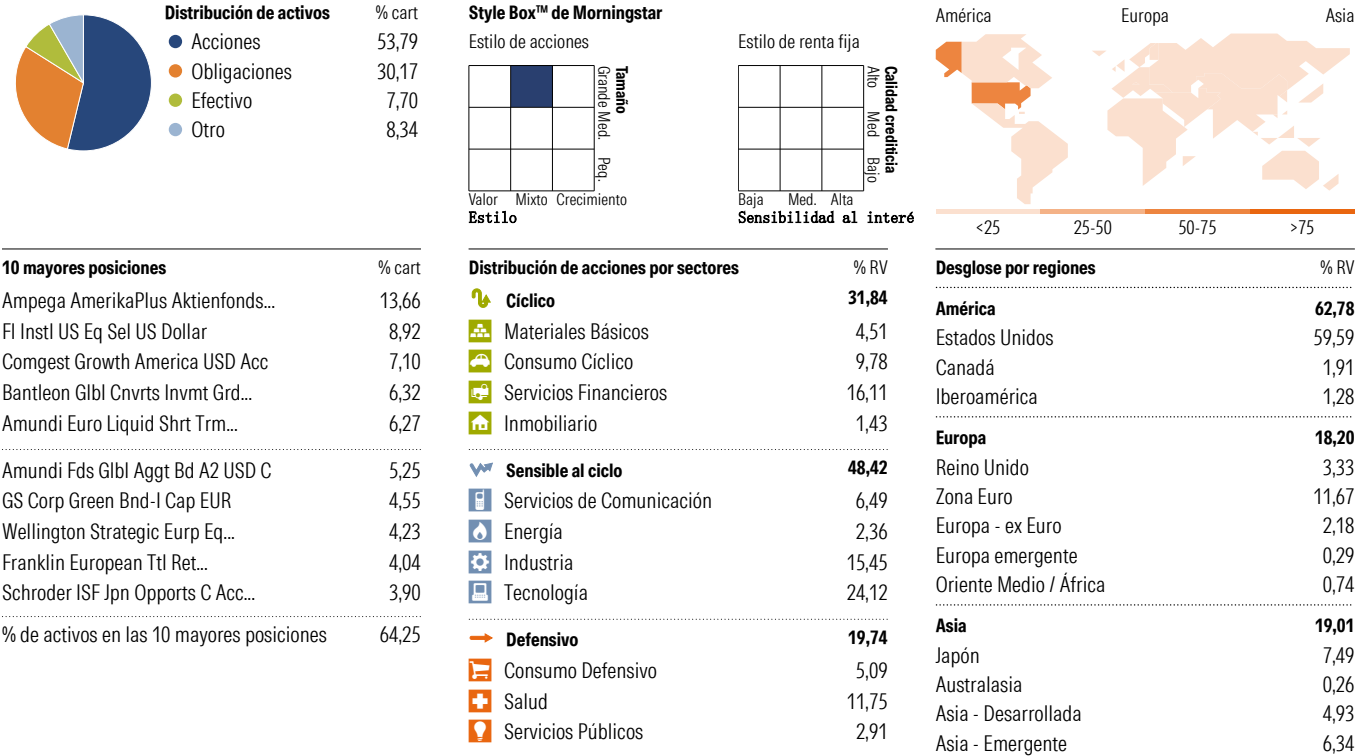 Distribución de activos % cart
Acciones 53,79
Obligaciones 30,17
Efectivo 7,70
Otro 8,34
Style Box™ de Morningstar
Estilo de acciones
Tamaño
Grande Med. Peq.
Valor Mixto Crecimiento
Estilo
Estilo de renta fija
Calidad crediticia
Alto Med Bajo
Baja Med. Alta
Sensibilidad al interé
América Europa Asia
<25 25-50 50-75 >75
10 mayores posiciones % cart
Ampega AmerikaPlus Aktienfonds... 13,66
FI Instl US Eq Sel US Dollar 8,92
Comgest Growth America USD Acc 7,10
Bantleon Glbl Cnvrts Invmt Grd... 6,32
Amundi Euro Liquid Shrt Trm... 6,27
Amundi Fds Glbl Aggt Bd A2 USD C 5,25
GS Corp Green Bnd-I Cap EUR 4,55
Wellington Strategic Eurp Eq... 4,23
Franklin European Ttl Ret... 4,04
Schroder ISF Jpn Opports C Acc... 3,90
% de activos en las 10 mayores posiciones 64,25
Distribución de acciones por sectores % RV
Cíclico 31,84
Materiales Básicos 4,51
Consumo Cíclico 9,78
Servicios Financieros 16,11
Inmobiliario 1,43
Sensible al ciclo 48,42
Servicios de Comunicación 6,49
Energía 2,36
Industria 15,45
Tecnología 24,12
Defensivo 19,74
Consumo Defensivo 5,09
Salud 11,75
Servicios Públicos 2,91
Desglose por regiones % RV
América 62,78
Estados Unidos 59,59
Canadá 1,91
Iberoamérica 1,28
Europa 18,20
Reino Unido 3,33
Zona Euro 11,67
Europa - ex Euro 2,18
Europa emergente 0,29
Oriente Medio / África 0,74
Asia 19,01
Japón 7,49
Australasia 0,26
Asia - Desarrollada 4,93
Asia - Emergente 6,34